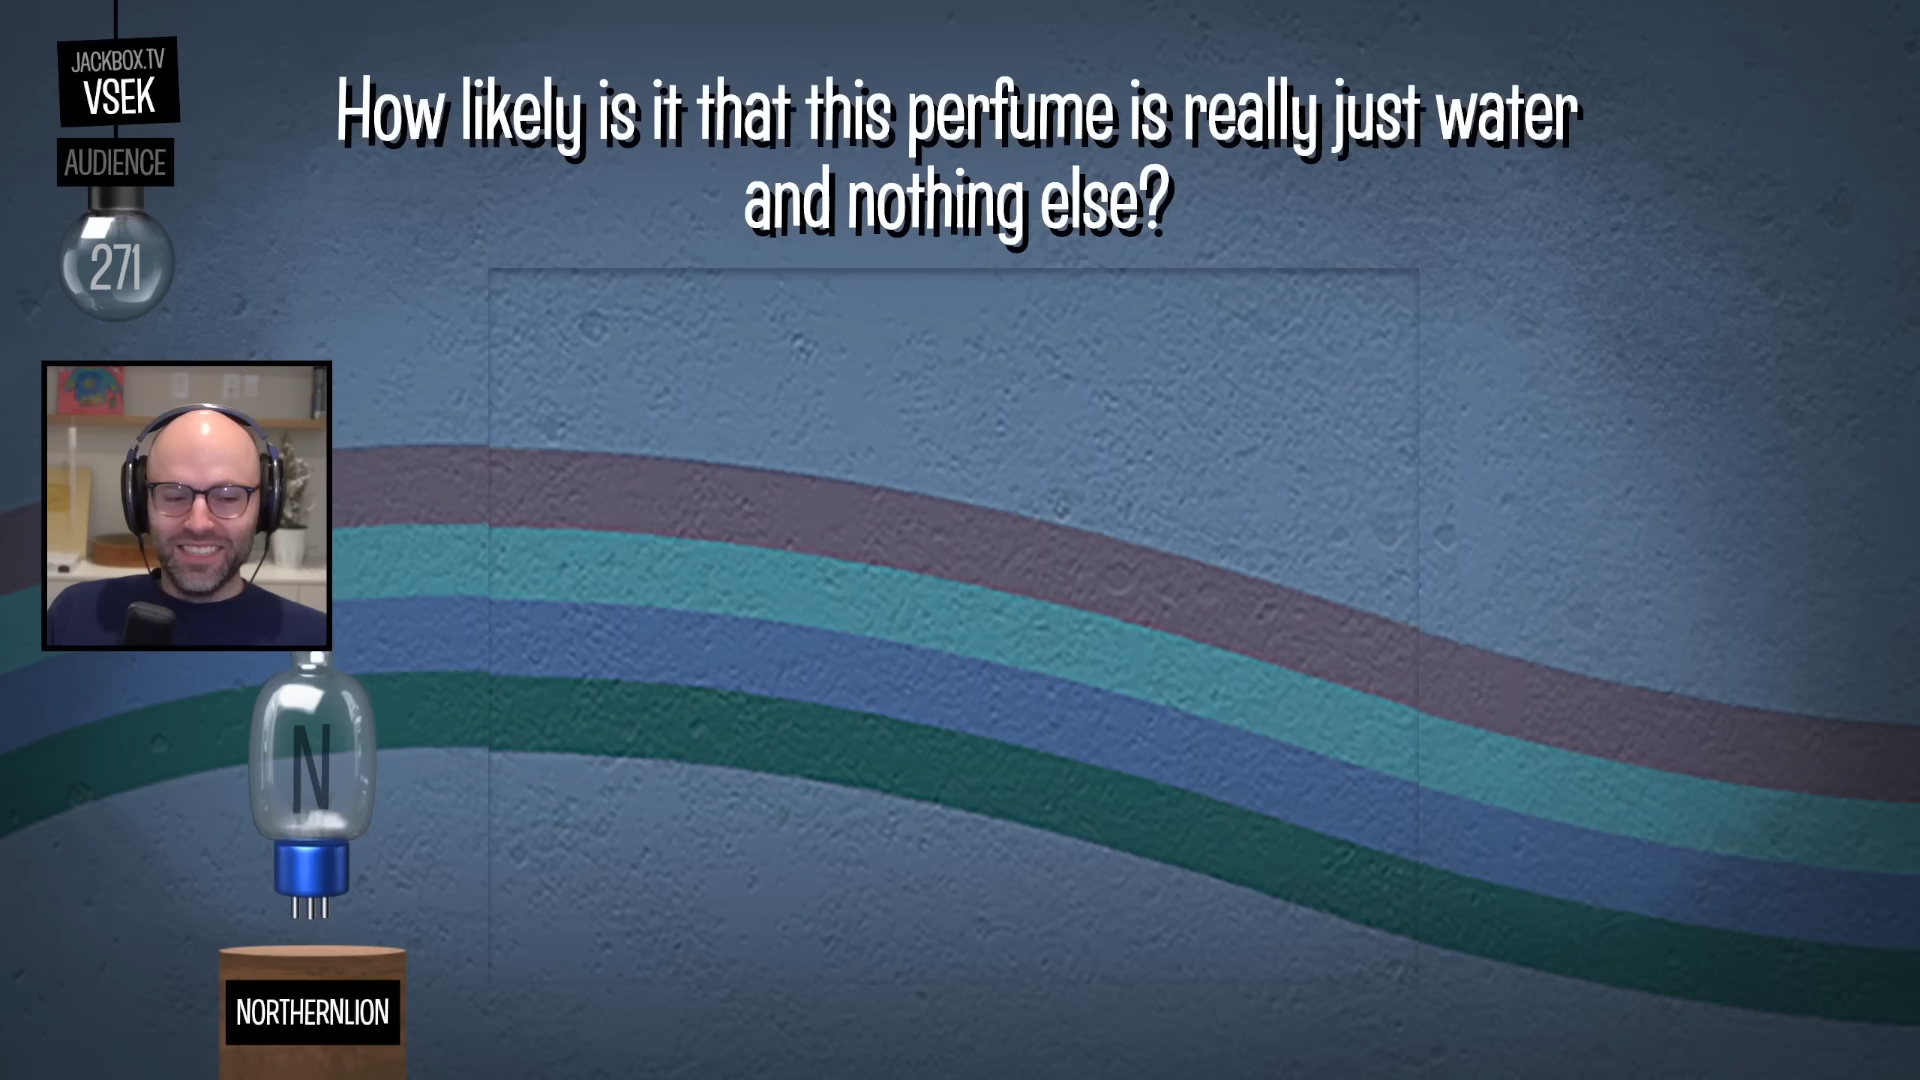 JACKBOX.TV
VSEK
AUDIENCE
271
How likely is it that this perfume is really just water
and nothing else?
N
NORTHERNLION